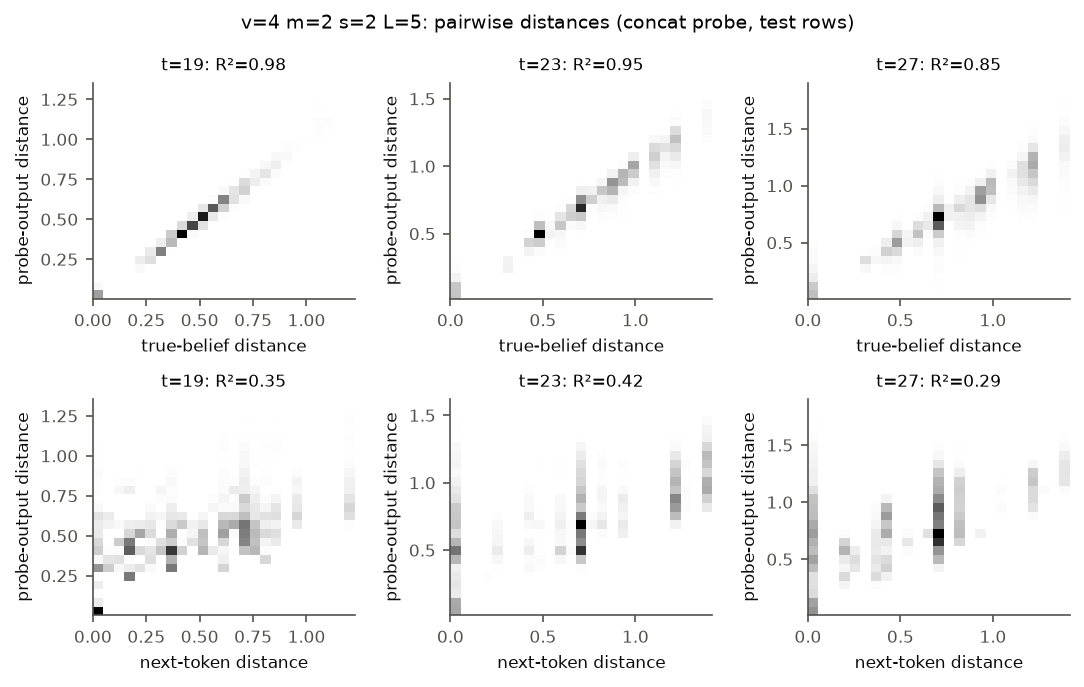 v=4 m=2 s=2 L=5: pairwise distances (concat probe, test rows)
t=19: R²=0.98
t=23: R²=0.95
t=27: R²=0.85
probe-output distance
1.25
1.00
0.75
0.50
0.25
0.00 0.25 0.50 0.75 1.00
true-belief distance
probe-output distance
1.5
1.0
0.5
0.0 0.5 1.0
true-belief distance
probe-output distance
1.5
1.0
0.5
0.0 0.5 1.0
true-belief distance
t=19: R²=0.35
t=23: R²=0.42
t=27: R²=0.29
probe-output distance
1.25
1.00
0.75
0.50
0.25
0.00 0.25 0.50 0.75 1.00
next-token distance
probe-output distance
1.5
1.0
0.5
0.0 0.5 1.0
next-token distance
probe-output distance
1.5
1.0
0.5
0.0 0.5 1.0
next-token distance